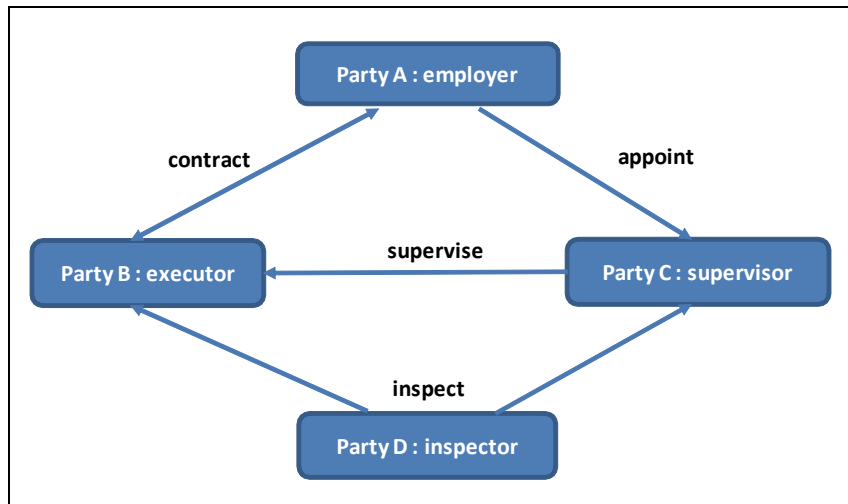 Party A : employer
contract
appoint
supervise
Party B : executor
Party C : supervisor
inspect
Party D : inspector